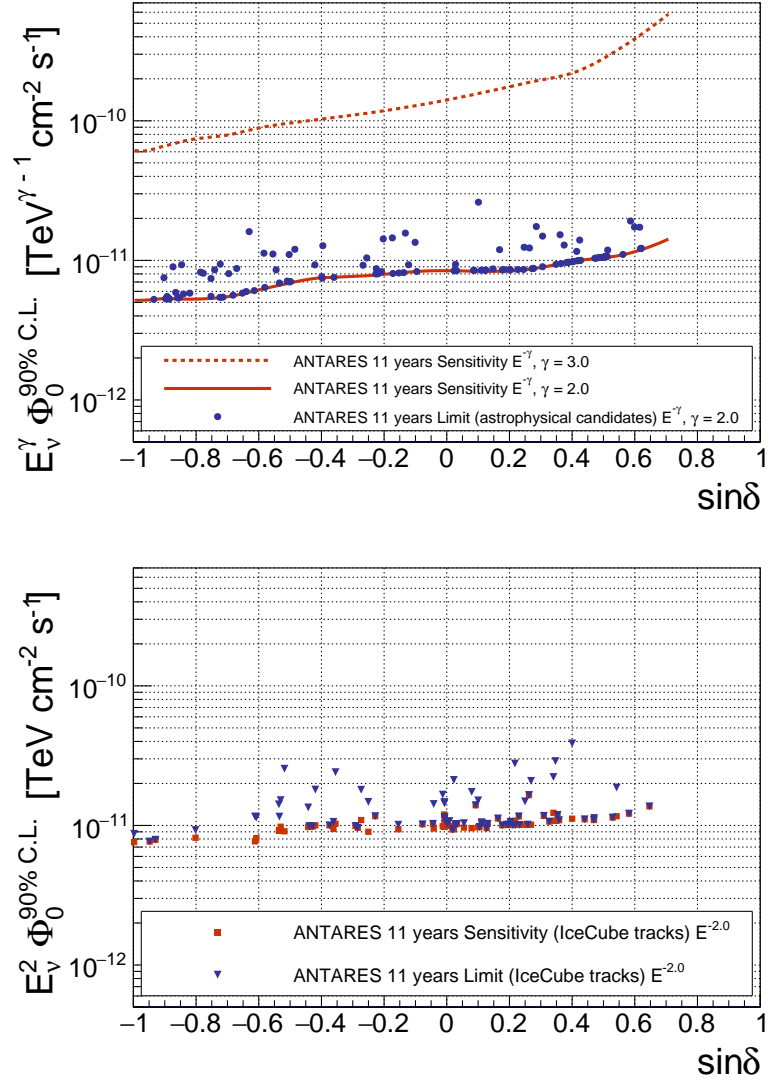 E_ν^γ Φ_0^90% C.L. [TeV^γ - 1 cm^-2 s^-1]
10^−10
10^−11
10^−12
ANTARES 11 years Sensitivity E^-γ, γ = 3.0
ANTARES 11 years Sensitivity E^-γ, γ = 2.0
ANTARES 11 years Limit (astrophysical candidates) E^-γ, γ = 2.0
−1 −0.8 −0.6 −0.4 −0.2 0 0.2 0.4 0.6 0.8 1
sinδ
E_ν^2 Φ_0^90% C.L. [TeV cm^-2 s^-1]
10^−10
10^−11
10^−12
ANTARES 11 years Sensitivity (IceCube tracks) E^-2.0
ANTARES 11 years Limit (IceCube tracks) E^-2.0
−1 −0.8 −0.6 −0.4 −0.2 0 0.2 0.4 0.6 0.8 1
sinδ